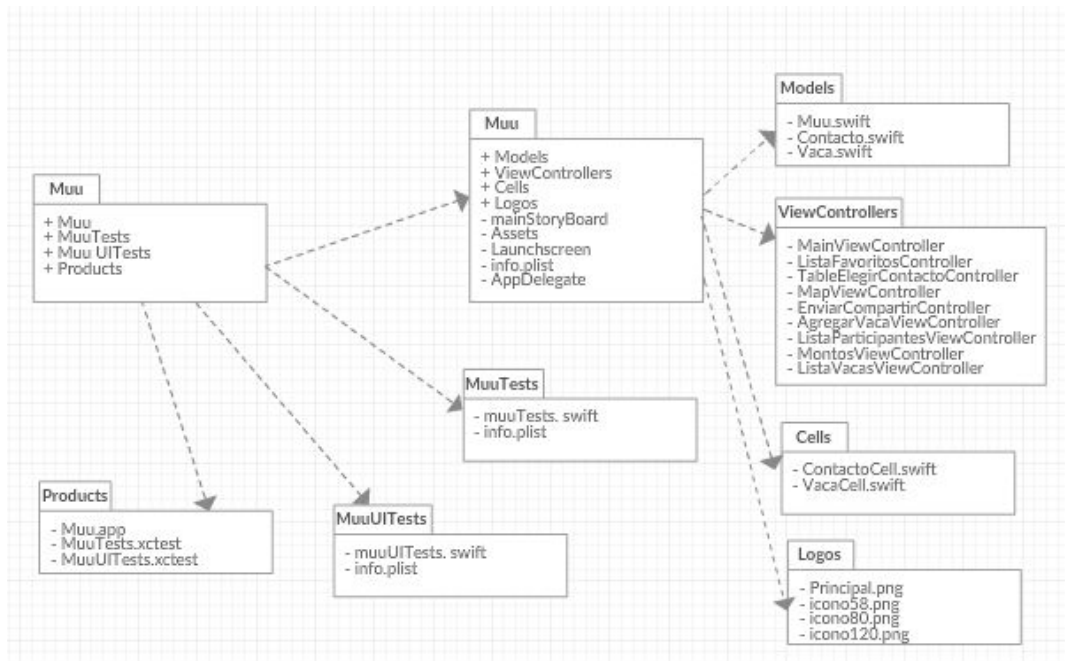 Muu
+ Muu
+ MuuTests
+ Muu UITests
+ Products
Muu
+ Models
+ ViewControllers
+ Cells
+ Logos
- mainStoryBoard
- Assets
- Launchscreen
- info.plist
- AppDelegate
Models
- Muu.swift
- Contacto.swift
- Vaca.swift
ViewControllers
- MainViewController
- ListaFavoritosController
- TableElegirContactoController
- MapViewController
- EnviarCompartirController
- AgregarVacaViewController
- ListaParticipantesViewController
- MontosViewController
- ListaVacasViewController
MuuTests
- muuTests. swift
- info.plist
Cells
- ContactoCell.swift
- VacaCell.swift
Products
- Muu.app
- MuuTests.xctest
- MuuUITests.xctest
MuuUITests
- muuUITests. swift
- info.plist
Logos
- Principal.png
- icono58.png
- icono80.png
- icono120.png